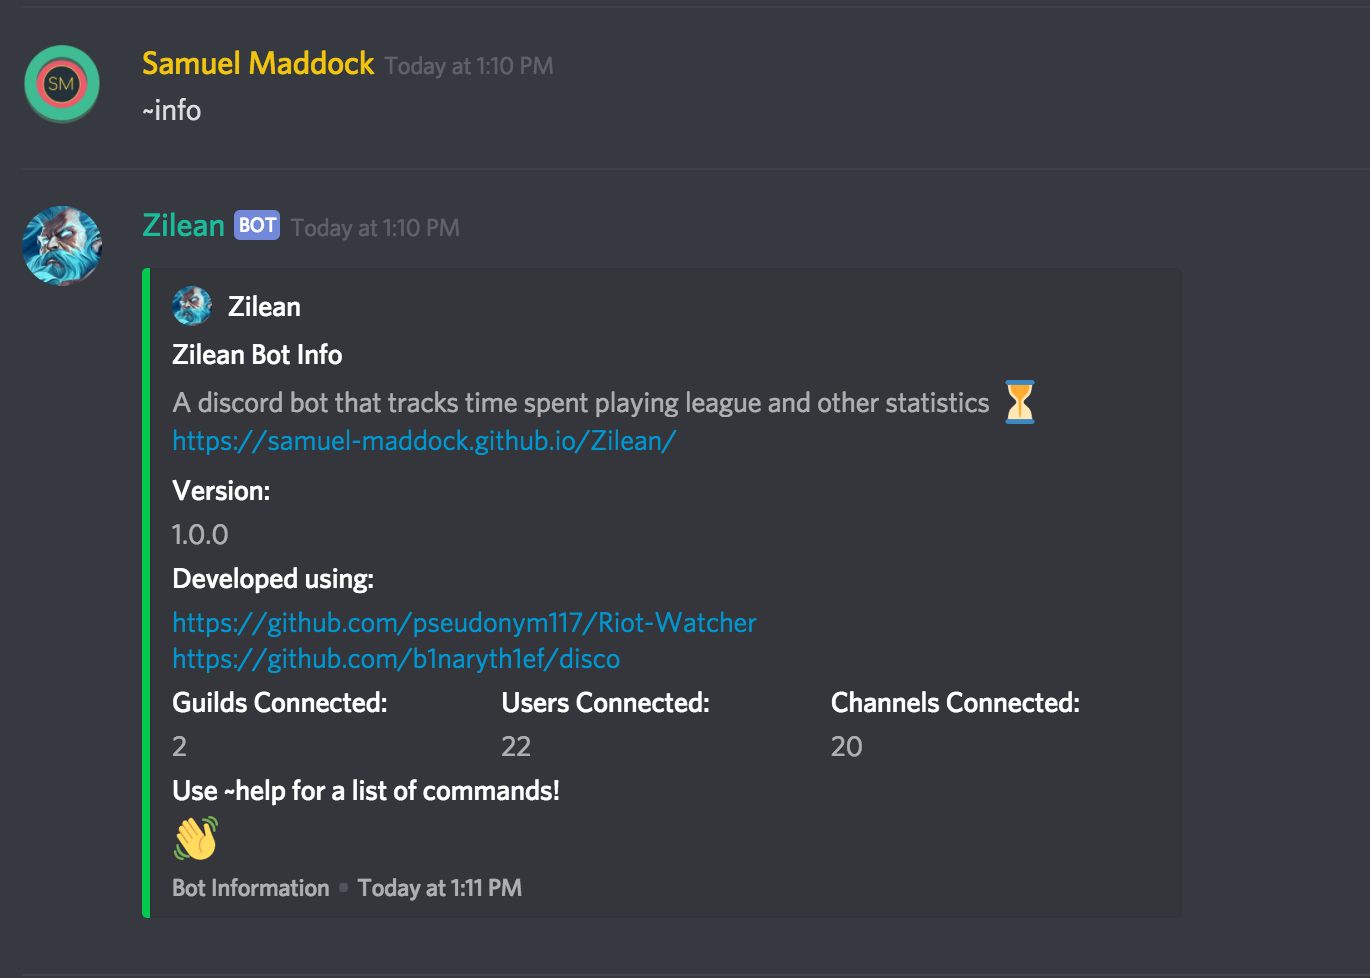 SM
Samuel Maddock Today at 1:10 PM
~info
Zilean BOT Today at 1:10 PM
Zilean
Zilean Bot Info
A discord bot that tracks time spent playing league and other statistics ⏳
https://samuel-maddock.github.io/Zilean/
Version:
1.0.0
Developed using:
https://github.com/pseudonym117/Riot-Watcher
https://github.com/b1naryth1ef/disco
Guilds Connected: Users Connected: Channels Connected:
2 22 20
Use ~help for a list of commands!
👋
Bot Information • Today at 1:11 PM